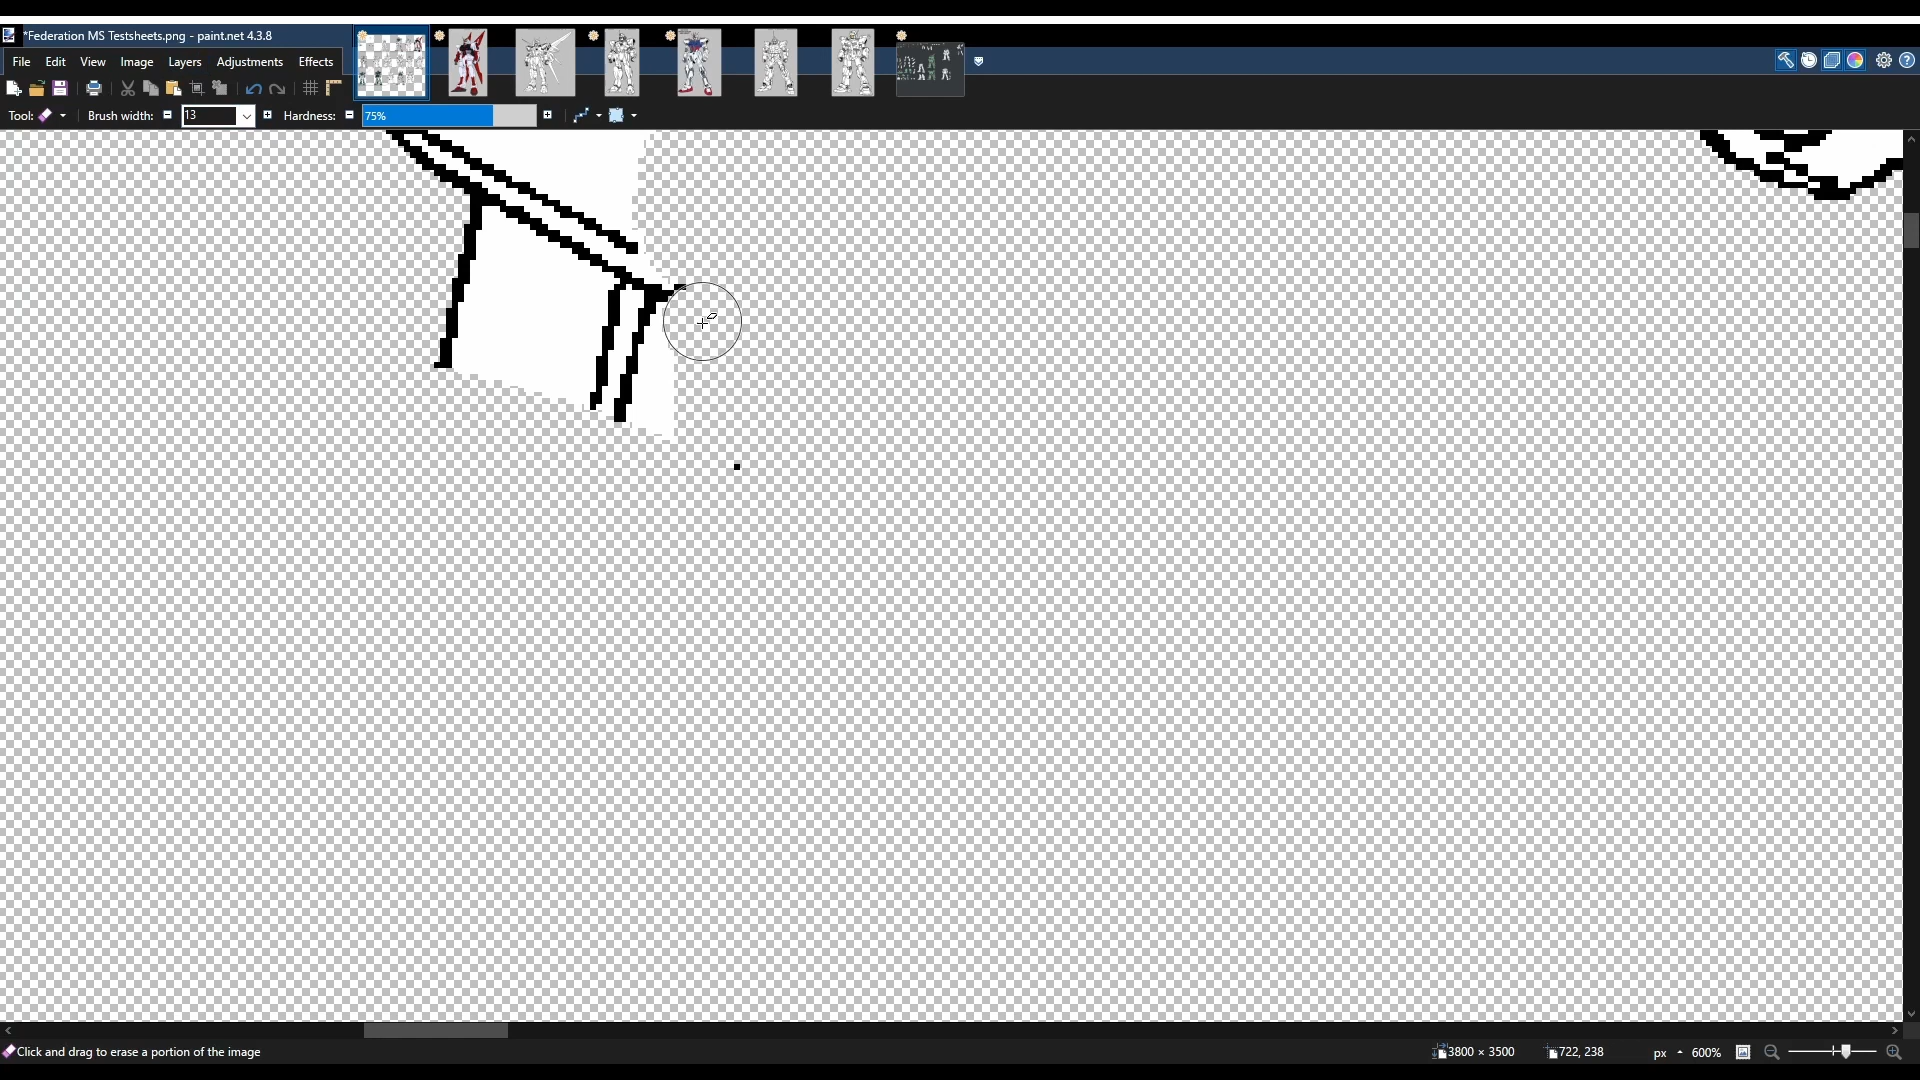 *Federation MS Testsheets.png - paint.net 4.3.8
File Edit View Image Layers Adjustments Effects
Tool: Brush width: 13 Hardness: 75%
Click and drag to erase a portion of the image 3800 × 3500 722, 238 px 600%